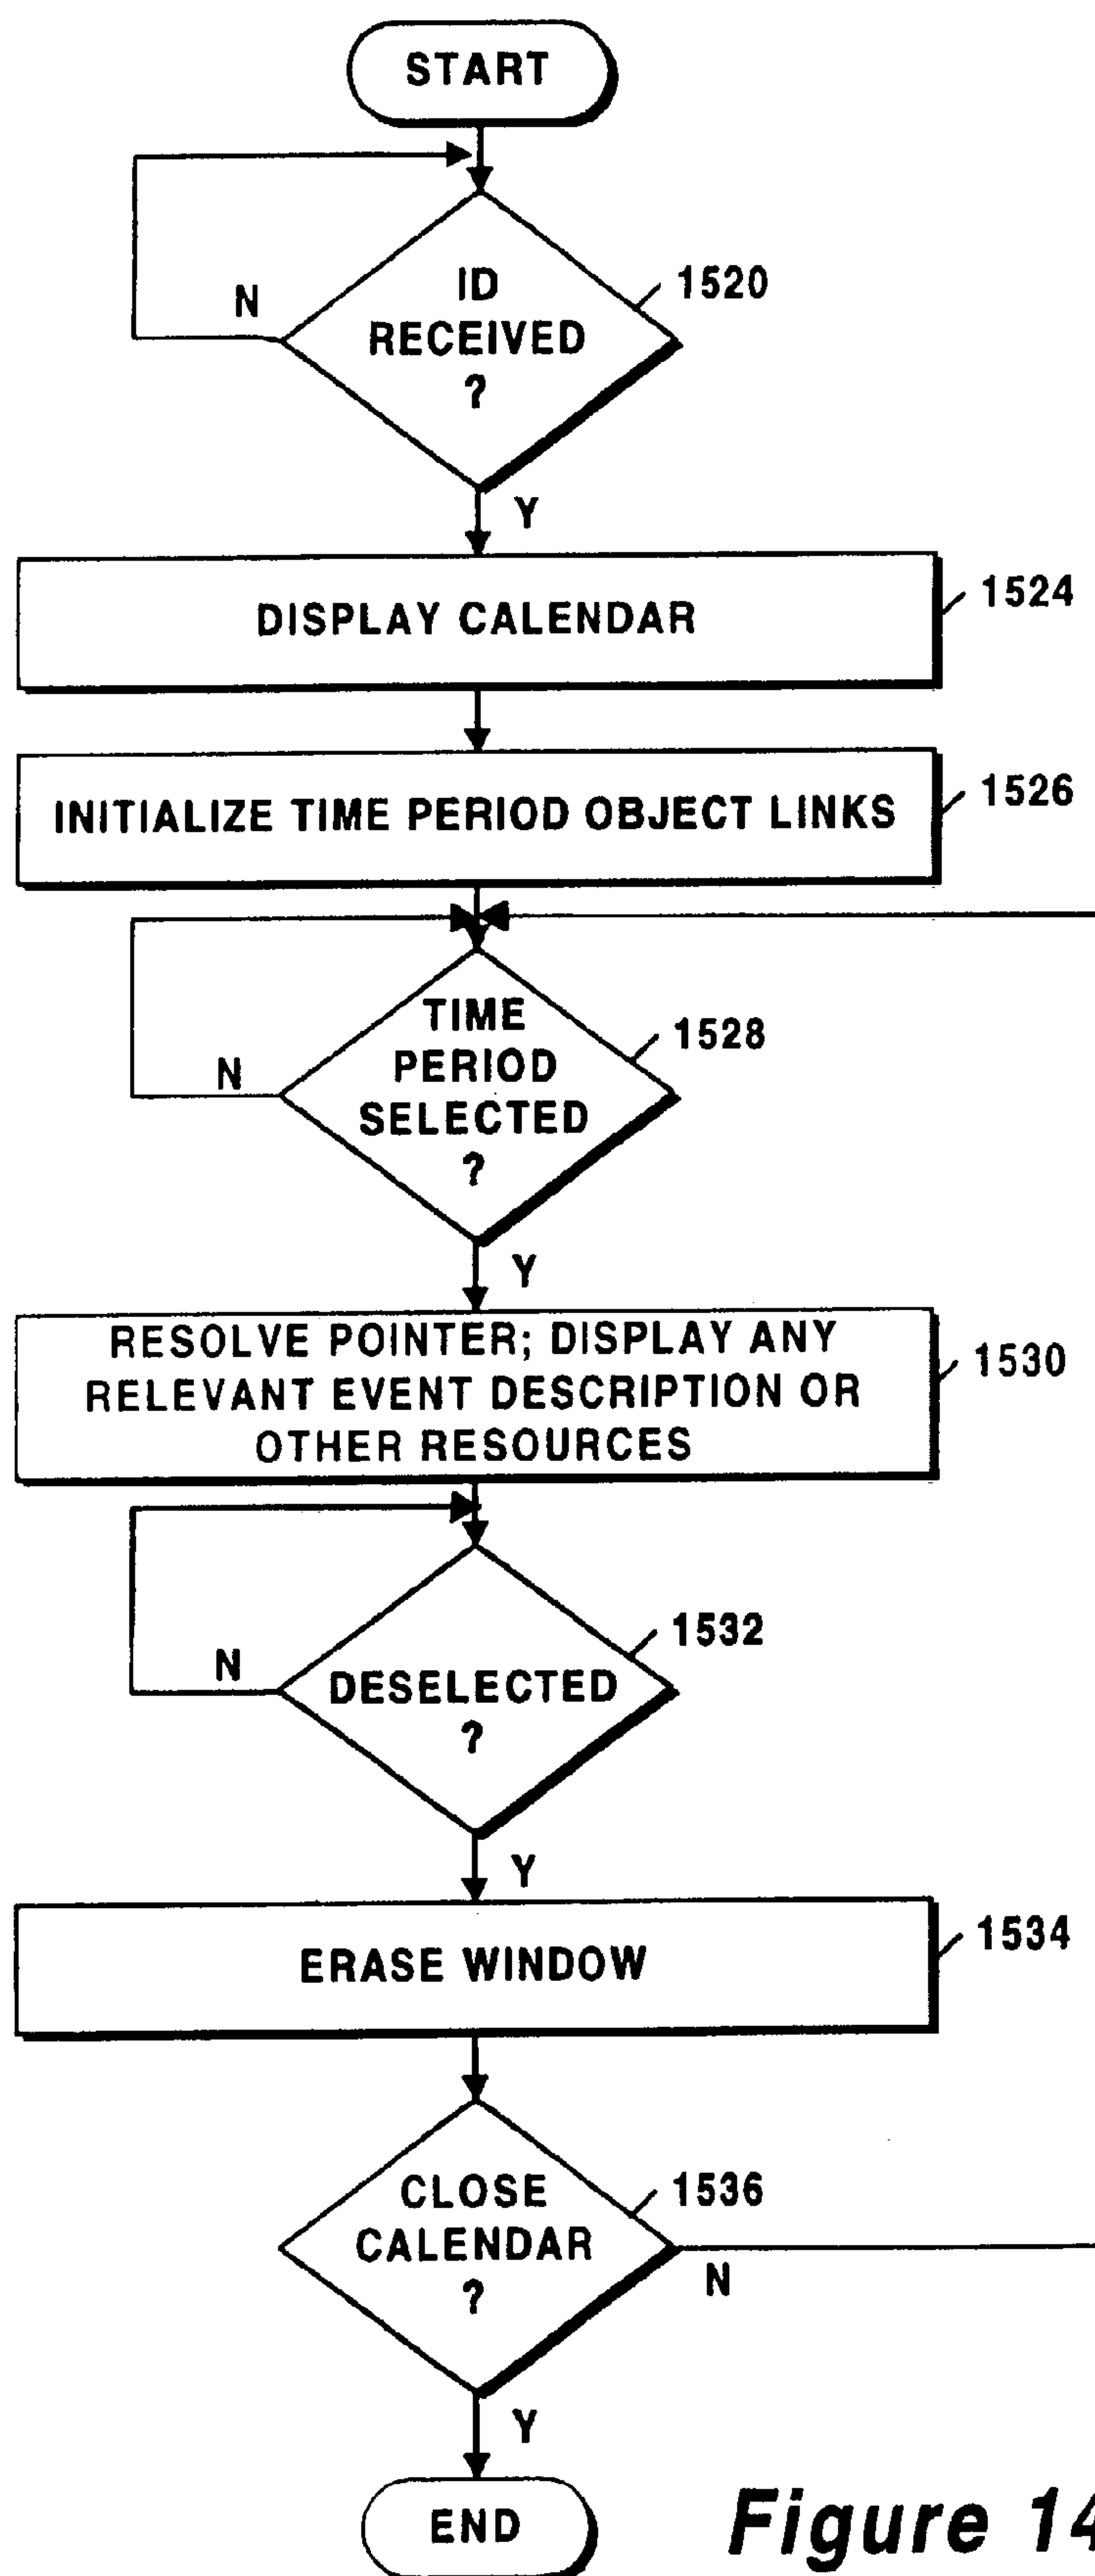 START
ID
RECEIVED
?
1520
N
Y
DISPLAY CALENDAR
1524
INITIALIZE TIME PERIOD OBJECT LINKS
1526
TIME
PERIOD
SELECTED
?
1528
N
Y
RESOLVE POINTER; DISPLAY ANY
RELEVANT EVENT DESCRIPTION OR
OTHER RESOURCES
1530
DESELECTED
?
1532
N
Y
ERASE WINDOW
1534
CLOSE
CALENDAR
?
1536
N
Y
END
Figure 14